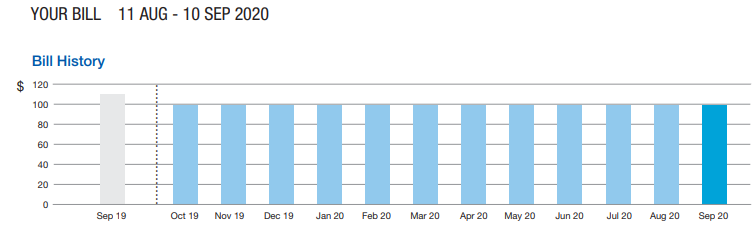 YOUR BILL 11 AUG - 10 SEP 2020
Bill History
$ 120
100
80
60
40
20
0
Sep 19 Oct 19 Nov 19 Dec 19 Jan 20 Feb 20 Mar 20 Apr 20 May 20 Jun 20 Jul 20 Aug 20 Sep 20